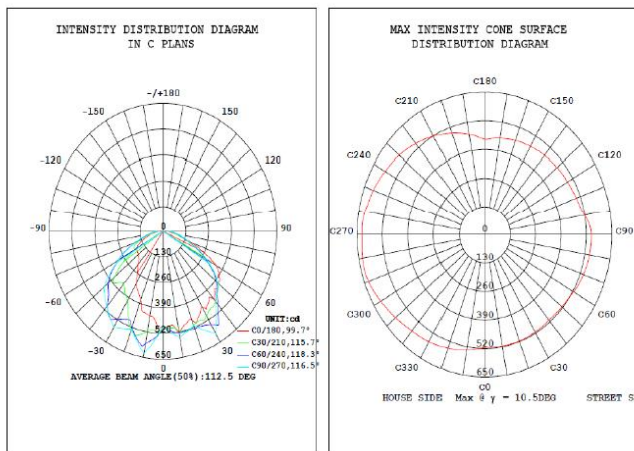 INTENSITY DISTRIBUTION DIAGRAM
IN C PLANS
-/+180
-150 150
-120 120
-90 90
-60 60
-30 30
0
0
130
260
390
520
650
UNIT:cd
C0/180,99.7°
C30/210,115.7°
C60/240,118.3°
C90/270,116.5°
AVERAGE BEAM ANGLE(50%):112.5 DEG
MAX INTENSITY CONE SURFACE
DISTRIBUTION DIAGRAM
C180
C210 C150
C240 C120
C270 C90
C300 C60
C330 C30
C0
0
130
260
390
520
650
HOUSE SIDE Max @ γ = 10.5DEG STREET S